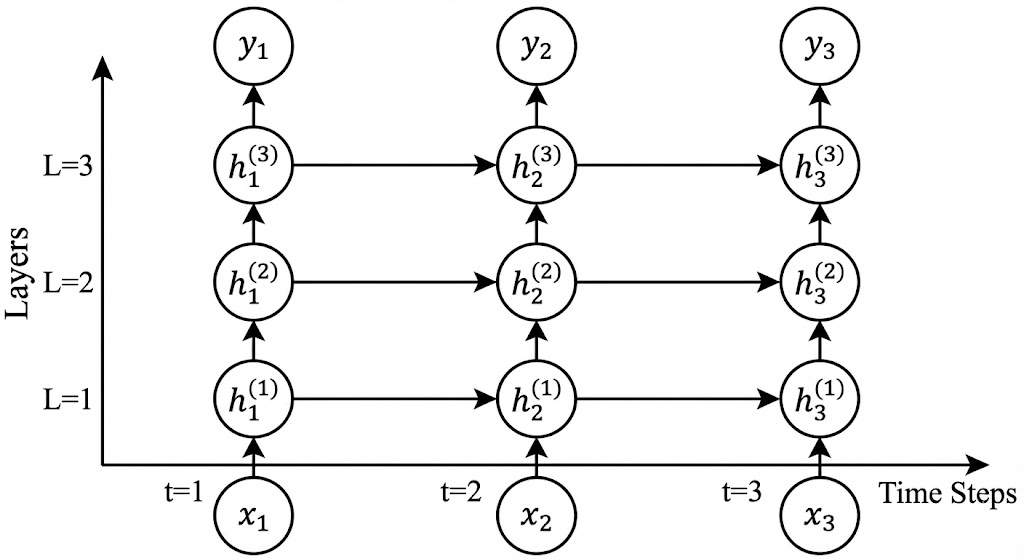 y₁ y₂ y₃
L=3 h₁⁽³⁾ h₂⁽³⁾ h₃⁽³⁾
Layers
L=2 h₁⁽²⁾ h₂⁽²⁾ h₃⁽²⁾
L=1 h₁⁽¹⁾ h₂⁽¹⁾ h₃⁽¹⁾
t=1 t=2 t=3 Time Steps
x₁ x₂ x₃